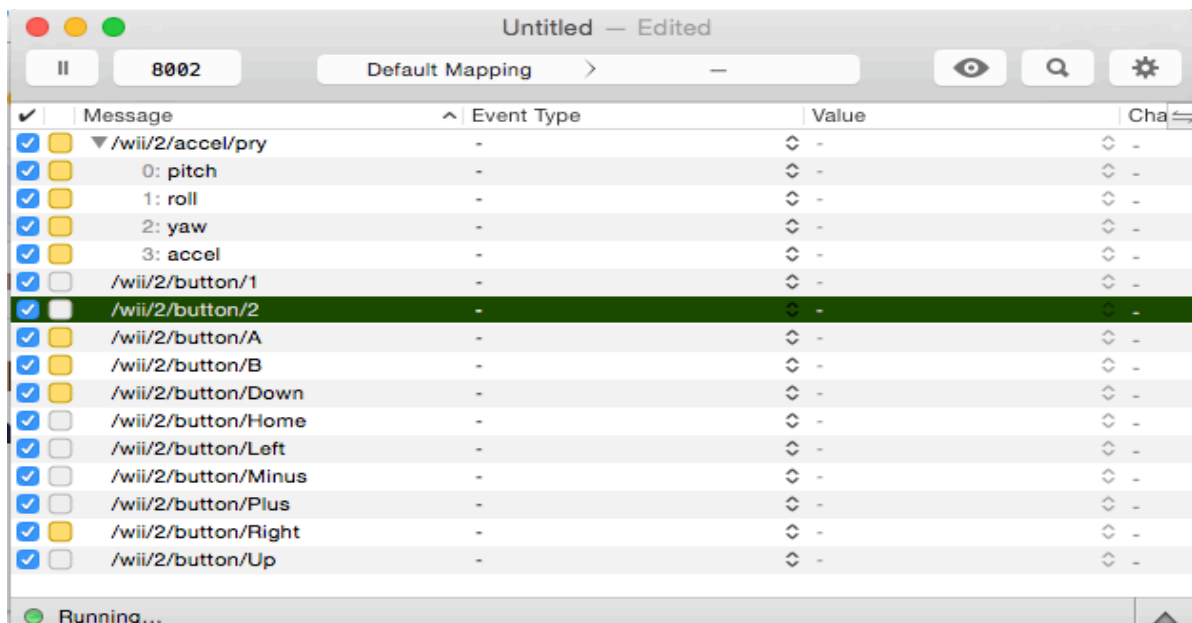 Untitled — Edited
8002 Default Mapping > —
✔ Message ^ Event Type Value Cha
▼/wii/2/accel/pry - -  -
0: pitch - - -
1: roll - - -
2: yaw - - -
3: accel - - -
/wii/2/button/1 - - -
/wii/2/button/2 - - -
/wii/2/button/A - - -
/wii/2/button/B - - -
/wii/2/button/Down - - -
/wii/2/button/Home - - -
/wii/2/button/Left - - -
/wii/2/button/Minus - - -
/wii/2/button/Plus - - -
/wii/2/button/Right - - -
/wii/2/button/Up - - -
Running...